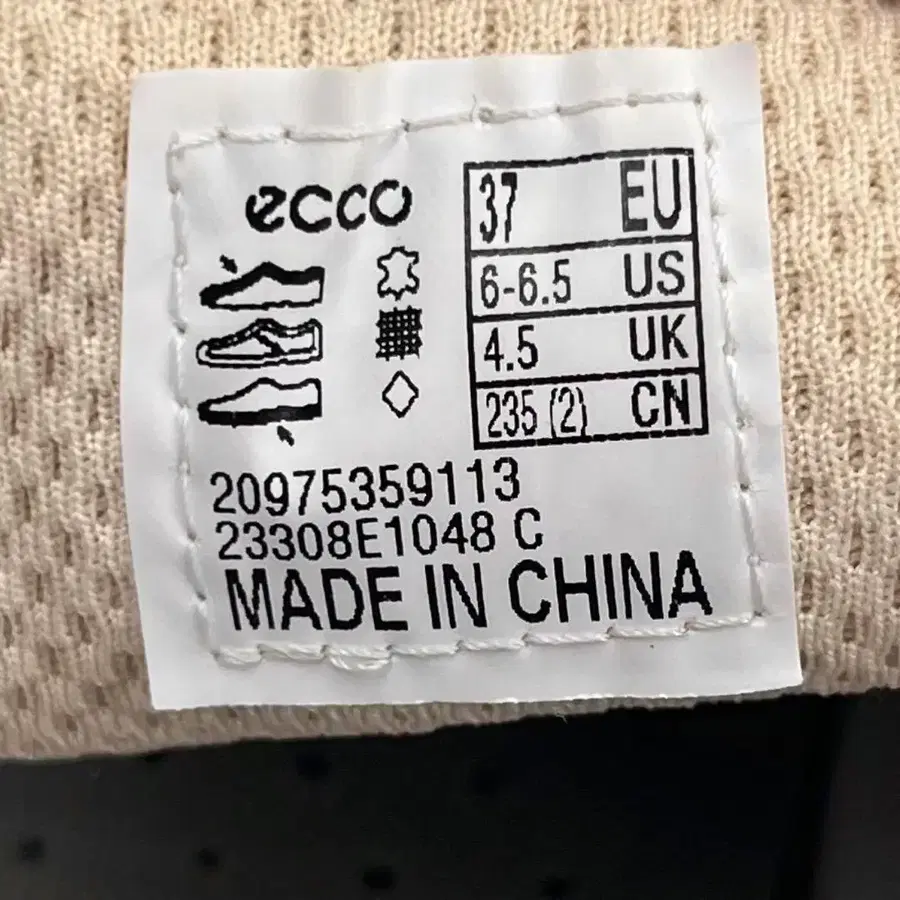 ecco
37 EU
6-6.5 US
4.5 UK
235 (2) CN
20975359113
23308E1048 C
MADE IN CHINA